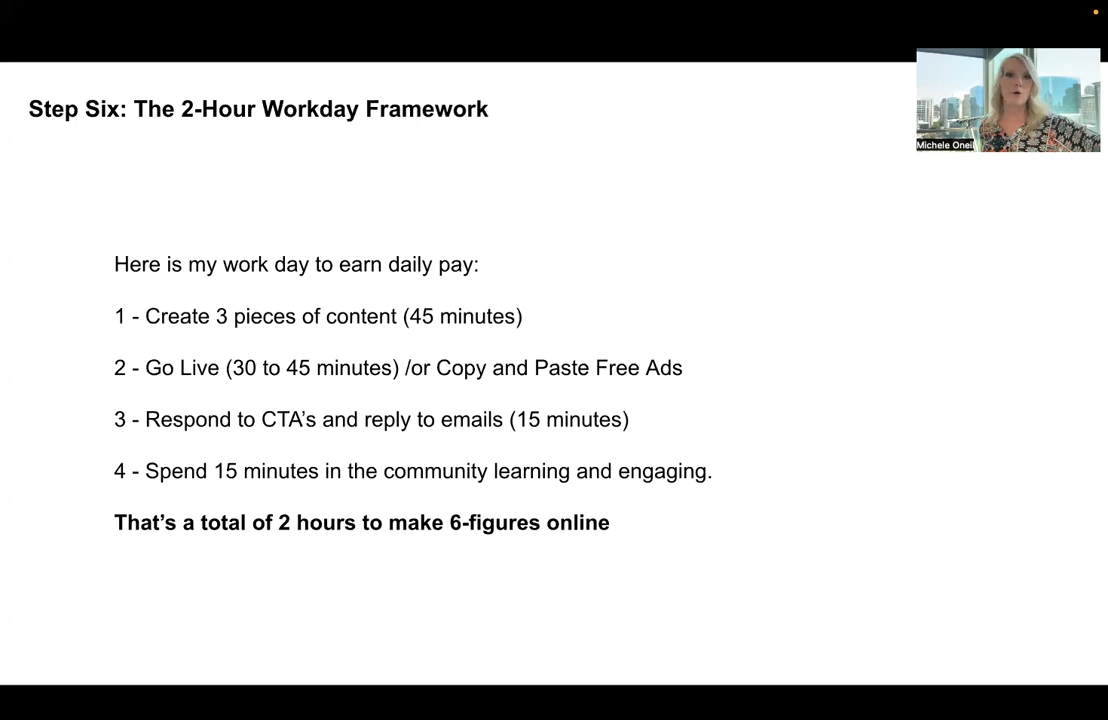 Step Six: The 2-Hour Workday Framework
Michele Oneil
Here is my work day to earn daily pay:
1 - Create 3 pieces of content (45 minutes)
2 - Go Live (30 to 45 minutes) /or Copy and Paste Free Ads
3 - Respond to CTA’s and reply to emails (15 minutes)
4 - Spend 15 minutes in the community learning and engaging.
That’s a total of 2 hours to make 6-figures online